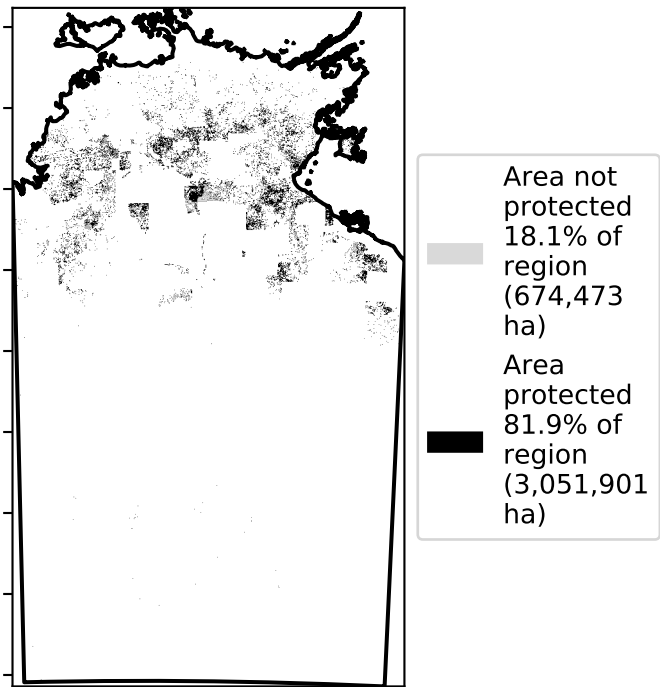 Area not
protected
18.1% of
region
(674,473
ha)
Area
protected
81.9% of
region
(3,051,901
ha)